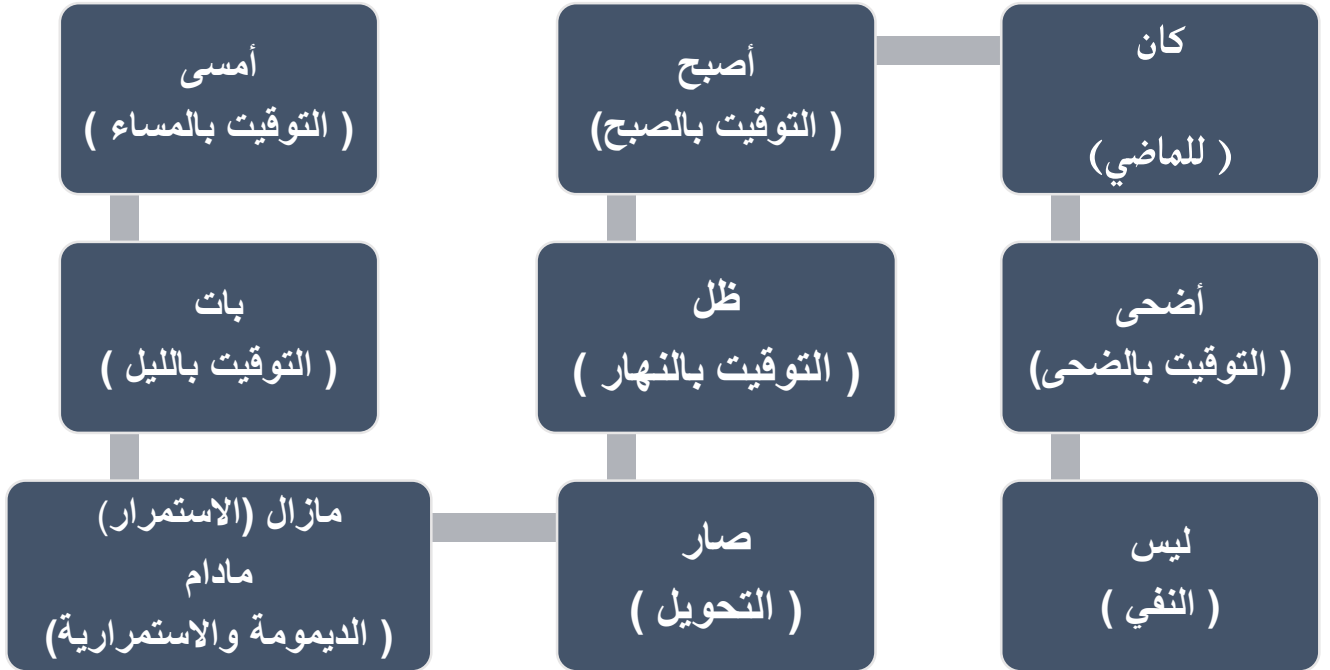 كان
( للماضي)
أصبح
( التوقيت بالصبح)
أمسى
( التوقيت بالمساء )
أضحى
( التوقيت بالضحى)
ظل
( التوقيت بالنهار )
بات
( التوقيت بالليل )
ليس
( النفي )
صار
( التحويل )
مازال (الاستمرار)
مادام
( الديمومة والاستمرارية)